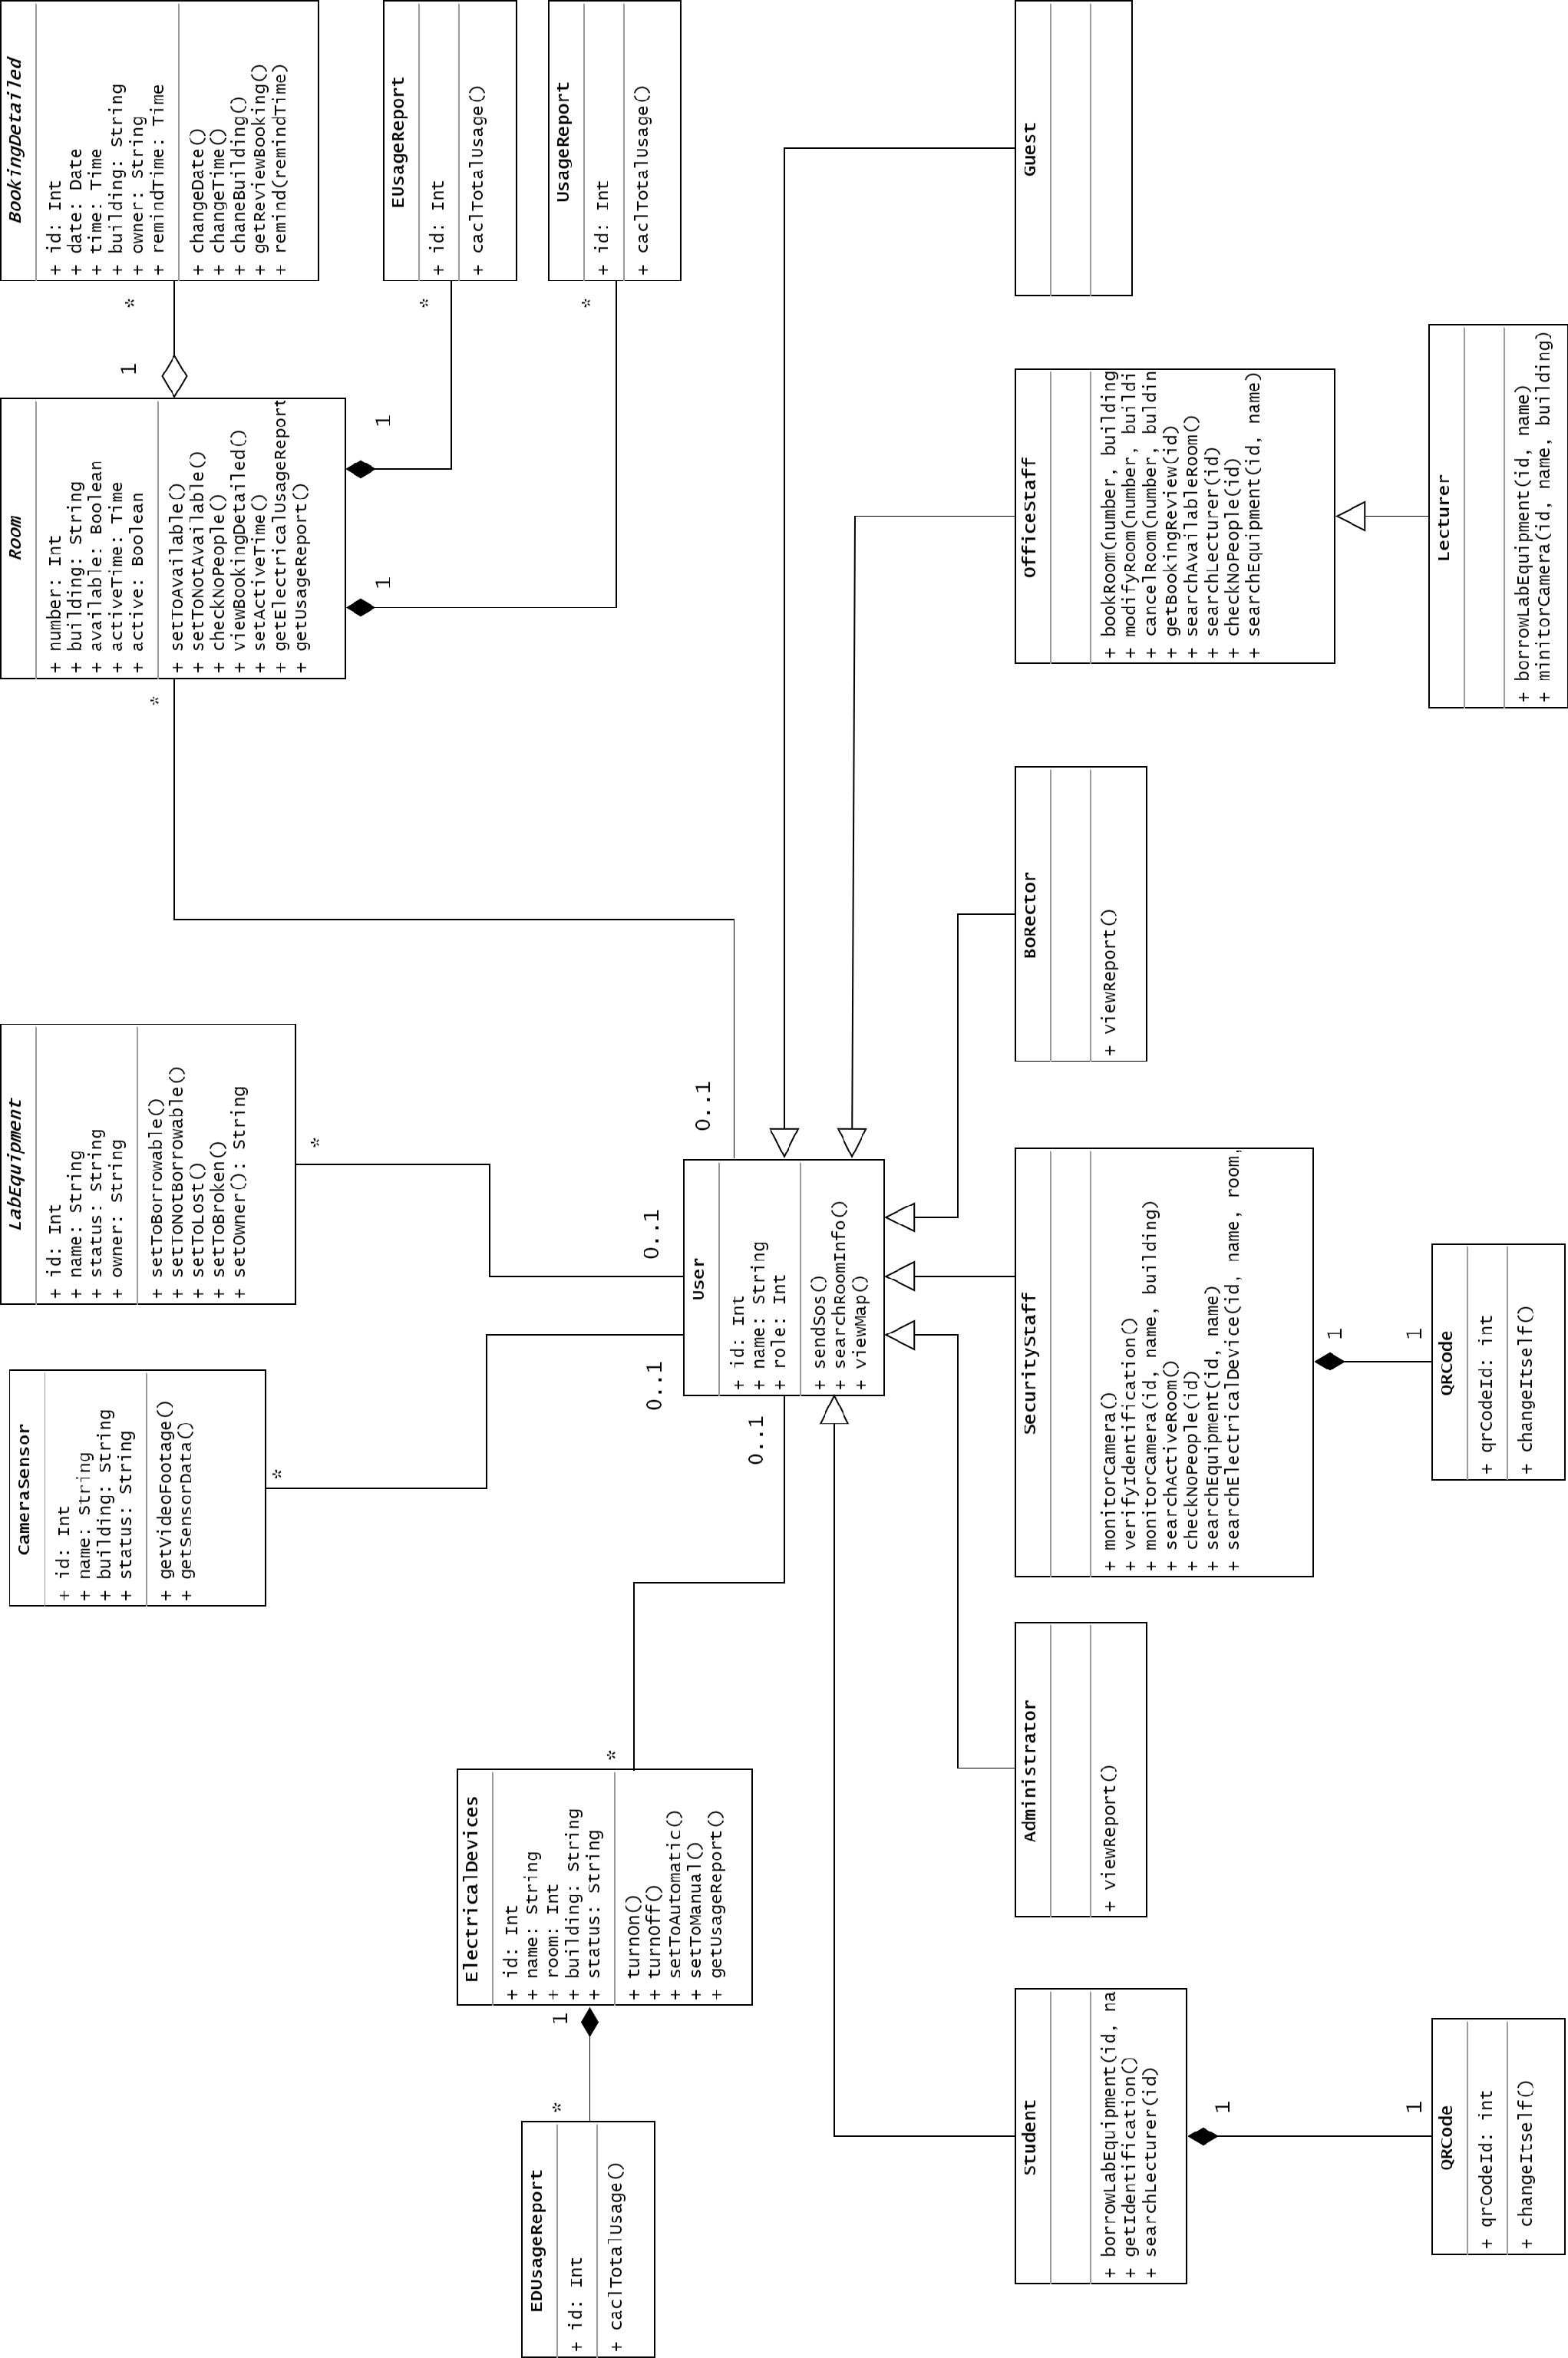 EDUsageReport
+ id: Int
+ caclTotalUsage()
*
1
ElectricalDevices
+ id: Int
+ name: String
+ room: Int
+ building: String
+ status: String
+ turnOn()
+ turnOff()
+ setToAutomatic()
+ setToManual()
+ getUsageReport()
*
CameraSensor
+ id: Int
+ name: String
+ building: String
+ status: String
+ getVideoFootage()
+ getSensorData()
*
LabEquipment
+ id: Int
+ name: String
+ status: String
+ owner: String
+ setToBorrowable()
+ setToNotBorrowable()
+ setToLost()
+ setToBroken()
+ setOwner(): String
*
Room
+ number: Int
+ building: String
+ available: Boolean
+ activeTime: Time
+ active: Boolean
+ setToAvailable()
+ setToNotAvailable()
+ checkNoPeople()
+ viewBookingDetailed()
+ setActiveTime()
+ getElectricalUsageReport
+ getUsageReport()
*
1
1
1
BookingDetailed
+ id: Int
+ date: Date
+ time: Time
+ building: String
+ owner: String
+ remindTime: Time
+ changeDate()
+ changeTime()
+ chaneBuilding()
+ getReviewBooking()
+ remind(remindTime)
*
EUsageReport
+ id: Int
+ caclTotalUsage()
*
UsageReport
+ id: Int
+ caclTotalUsage()
*
0..1
0..1
0..1
0..1
User
+ id: Int
+ name: String
+ role: Int
+ sendSos()
+ searchRoomInfo()
+ viewMap()
Student
+ borrowLabEquipment(id, na
+ getIdentification()
+ searchLecturer(id)
1
1
QRCode
+ qrCodeId: int
+ changeItself()
Administrator
+ viewReport()
SecurityStaff
+ monitorCamera()
+ verifyIdentification()
+ monitorCamera(id, name, building)
+ searchActiveRoom()
+ checkNoPeople(id)
+ searchEquipment(id, name)
+ searchElectricalDevice(id, name, room,
1
1
QRCode
+ qrCodeId: int
+ changeItself()
BoRector
+ viewReport()
OfficeStaff
+ bookRoom(number, building
+ modifyRoom(number, buildi
+ cancelRoom(number, buldin
+ getBookingReview(id)
+ searchAvailableRoom()
+ searchLecturer(id)
+ checkNoPeople(id)
+ searchEquipment(id, name)
Lecturer
+ borrowLabEquipment(id, name)
+ minitorCamera(id, name, building)
Guest